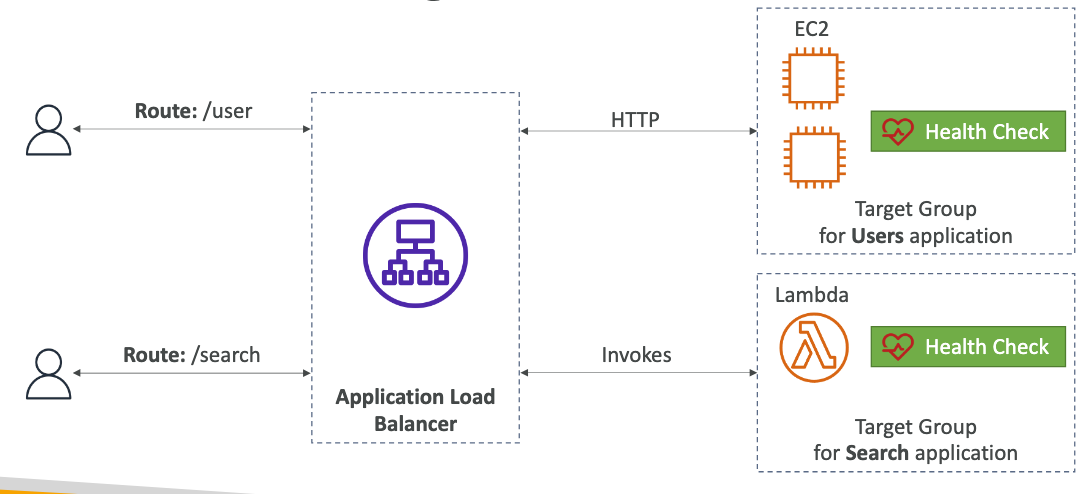 EC2
Route: /user
HTTP
Health Check
Target Group
for Users application
Lambda
Route: /search
Invokes
Health Check
Application Load
Balancer
Target Group
for Search application